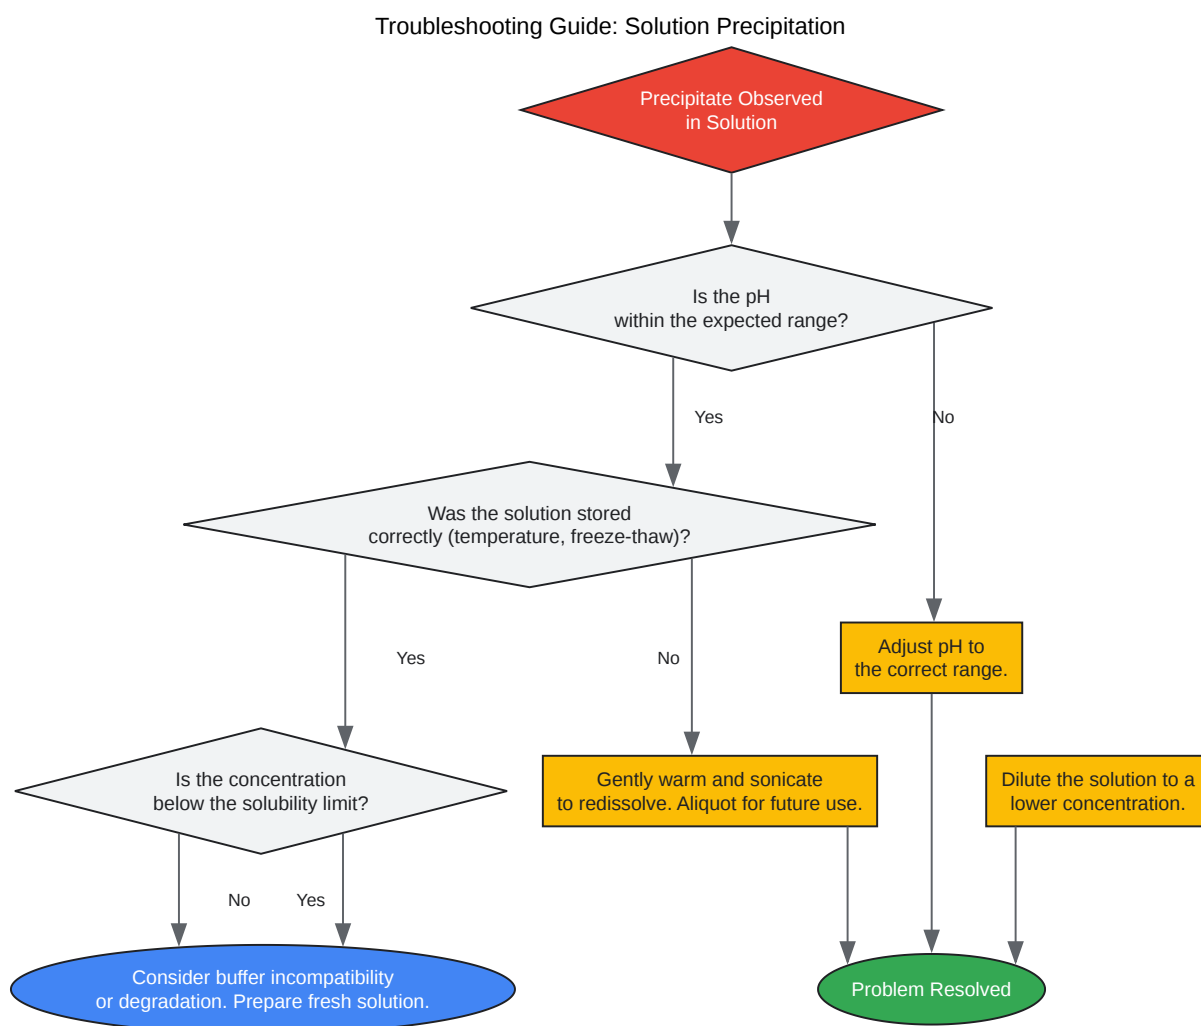 Troubleshooting Guide: Solution Precipitation
Precipitate Observed
in Solution
Is the pH
within the expected range?
Yes
No
Was the solution stored
correctly (temperature, freeze-thaw)?
Yes
No
Adjust pH to
the correct range.
Is the concentration
below the solubility limit?
Gently warm and sonicate
to redissolve. Aliquot for future use.
Dilute the solution to a
lower concentration.
No
Yes
Consider buffer incompatibility
or degradation. Prepare fresh solution.
Problem Resolved